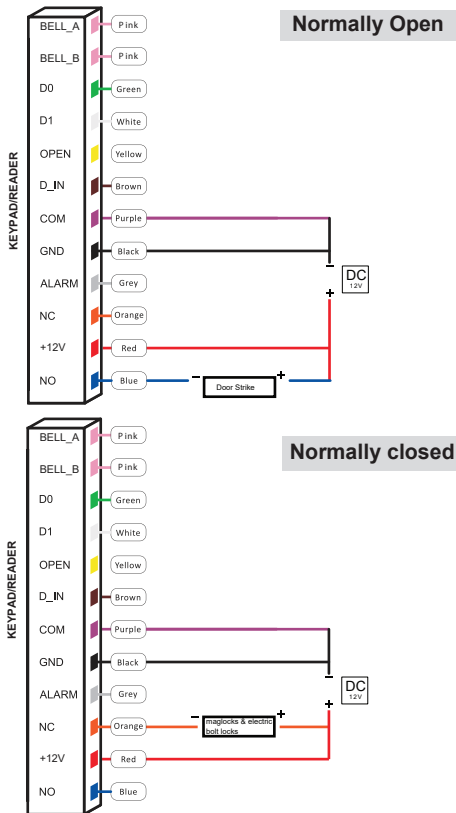 Normally Open
KEYPAD/READER
BELL_A Pink
BELL_B Pink
D0 Green
D1 White
OPEN Yellow
D_IN Brown
COM Purple
GND Black
-
DC
12V
ALARM Grey
+
NC Orange
+12V Red
NO Blue - Door Strike +
Normally closed
KEYPAD/READER
BELL_A Pink
BELL_B Pink
D0 Green
D1 White
OPEN Yellow
D_IN Brown
COM Purple
GND Black
-
DC
12V
ALARM Grey
+
NC Orange - maglocks & electric +
bolt locks
+12V Red
NO Blue